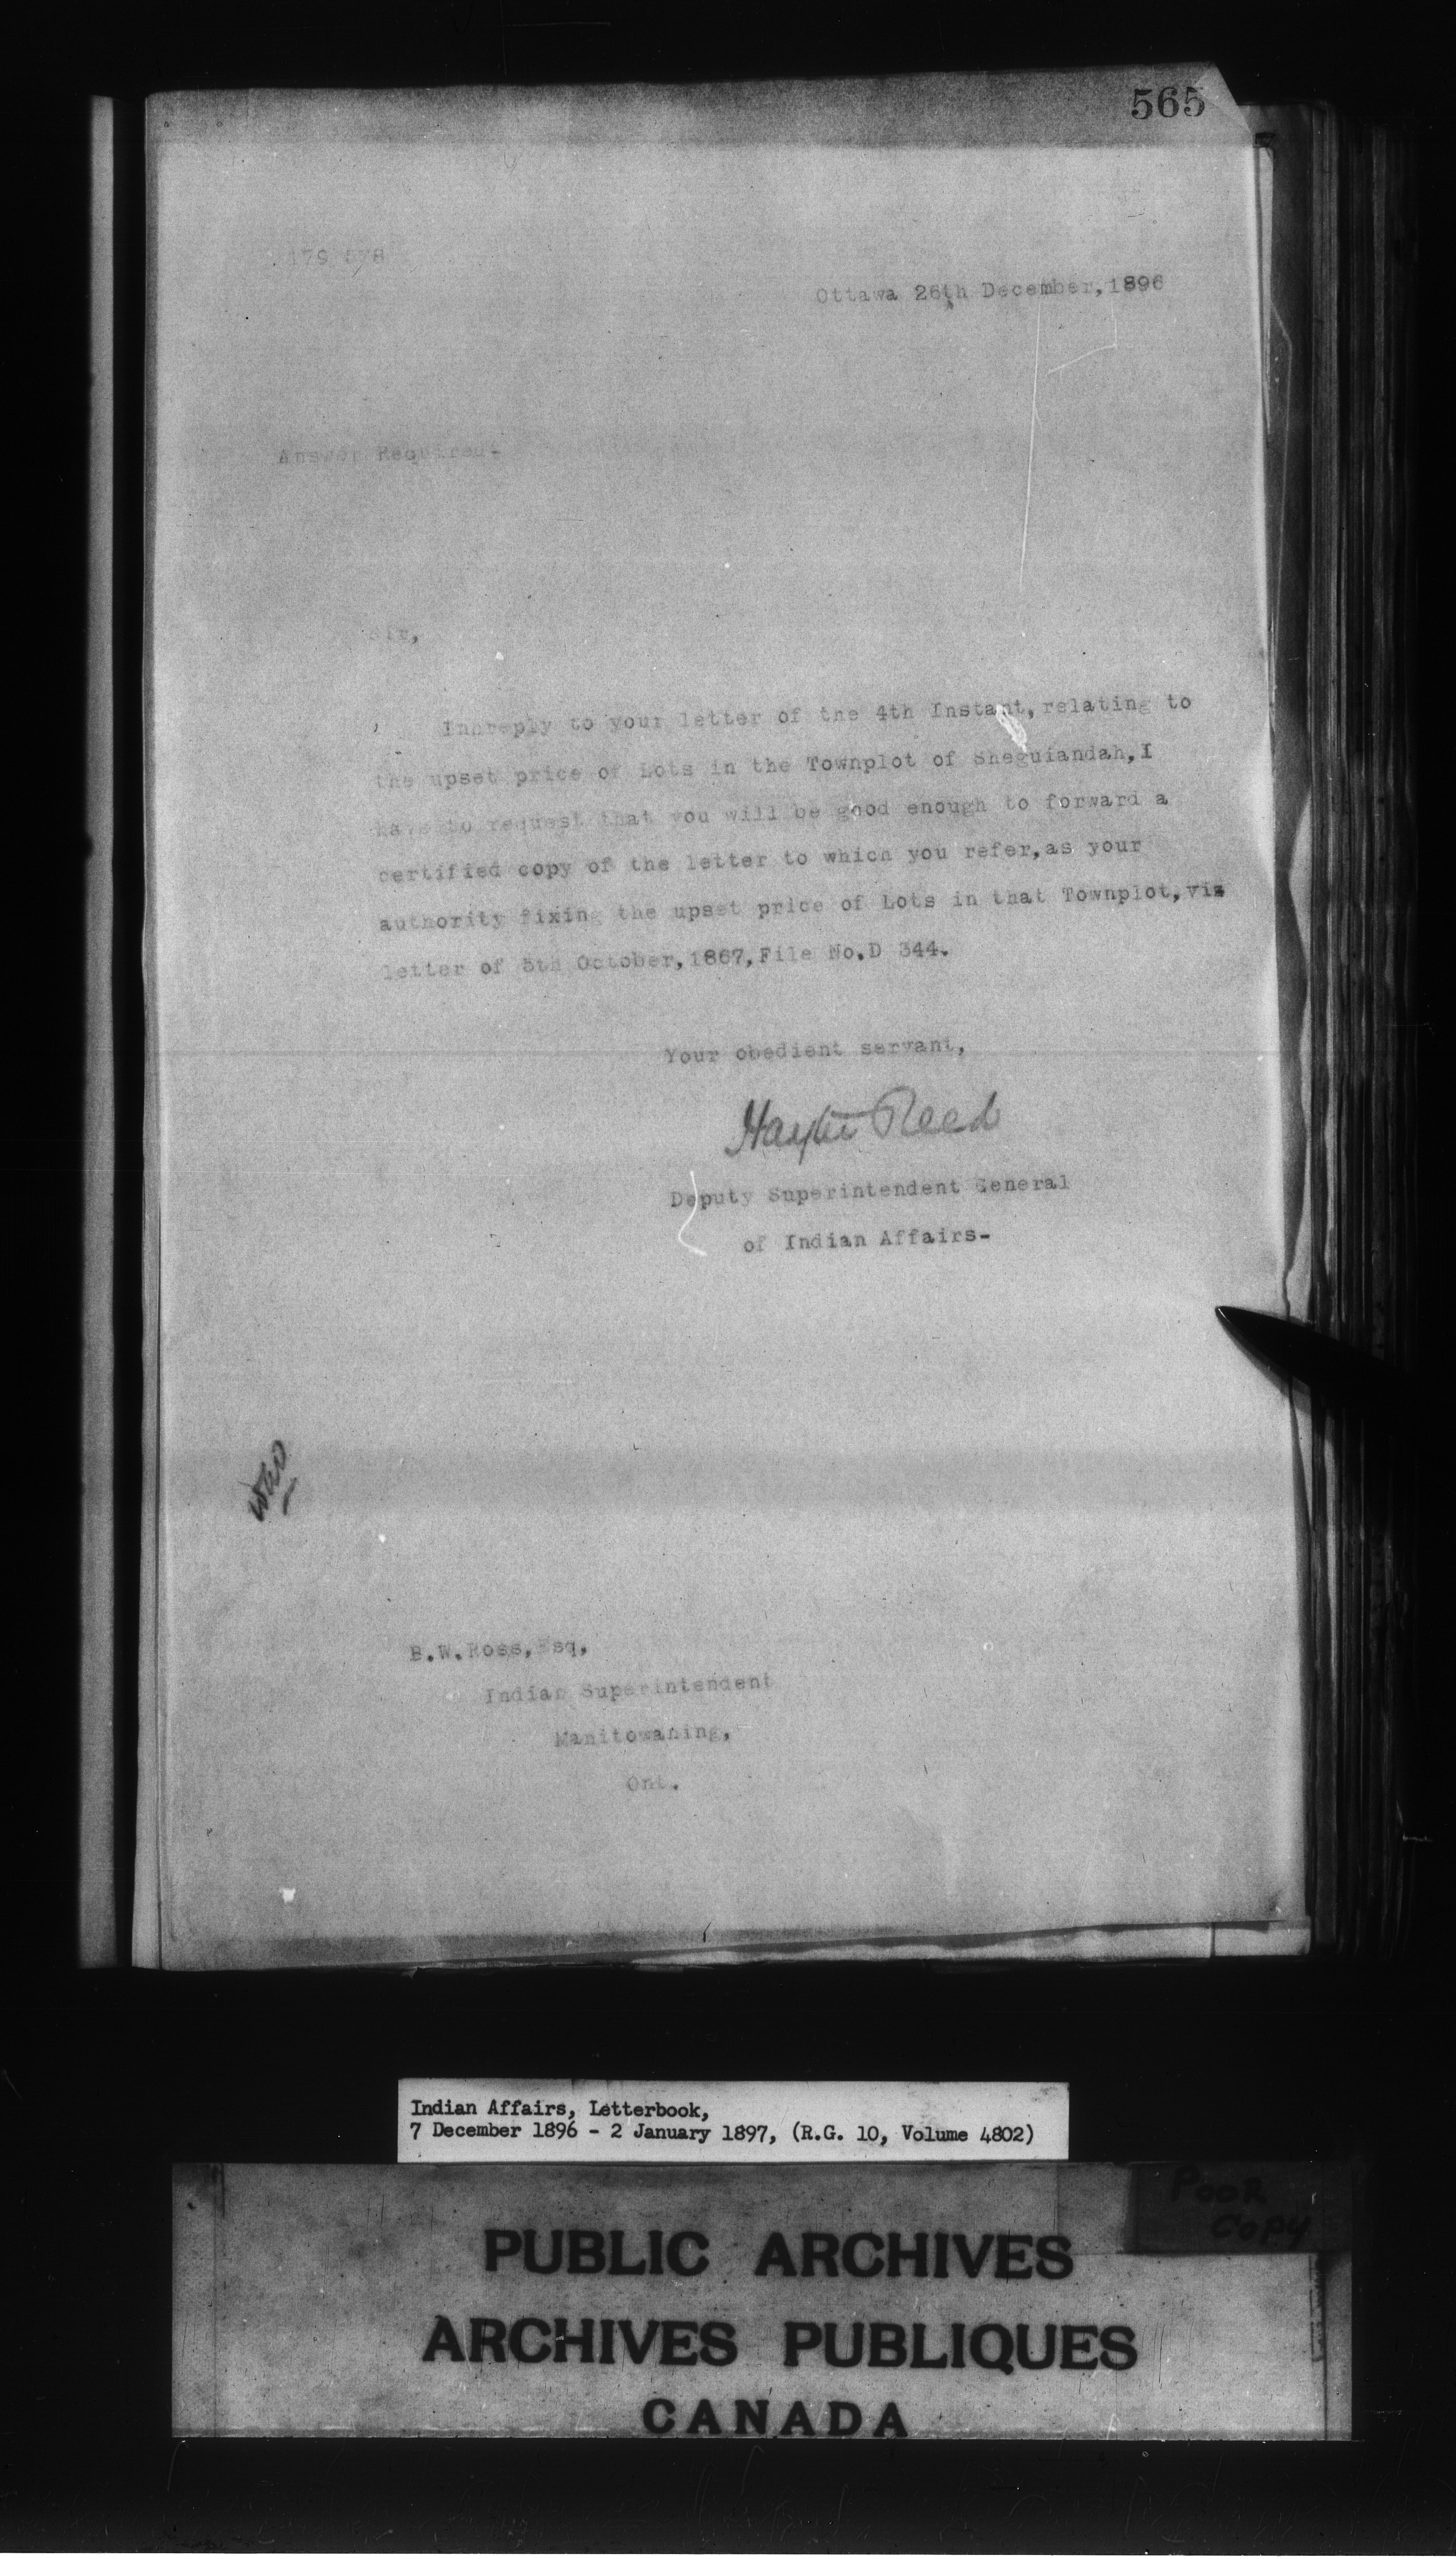 565
179 578
Ottawa 26th December,1896
Answer Required-
Sir,
Inhreply to your letter of the 4th Instant, relating to
the upset price of Lots in the Townplot of Sheguiandah,I
have to request that you will be good enough to forward a
certified copy of the letter to which you refer,as your
authority fixing the upset price of Lots in that Townplot,viz
letter of 5th October,1867,File No.D 344.
Your obedient servant,
Hayter Reed
Deputy Superintendent General
of Indian Affairs-
B.W.Ross,Esq,
Indian Superintendent
Manitowaning,
Ont.
Indian Affairs, Letterbook,
7 December 1896 - 2 January 1897, (R.G. 10, Volume 4802)
POOR
COPY
PUBLIC ARCHIVES
ARCHIVES PUBLIQUES
CANADA